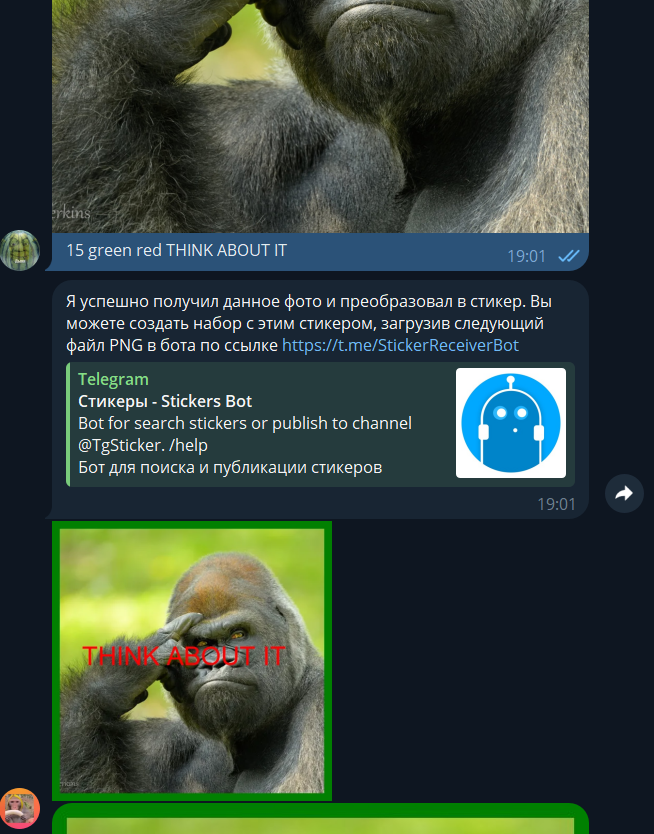 erkins
15 green red THINK ABOUT IT
19:01
Я успешно получил данное фото и преобразовал в стикер. Вы
можете создать набор с этим стикером, загрузив следующий
файл PNG в бота по ссылке https://t.me/StickerReceiverBot
Telegram
Стикеры - Stickers Bot
Bot for search stickers or publish to channel
@TgSticker. /help
Бот для поиска и публикации стикеров
19:01
THINK ABOUT IT